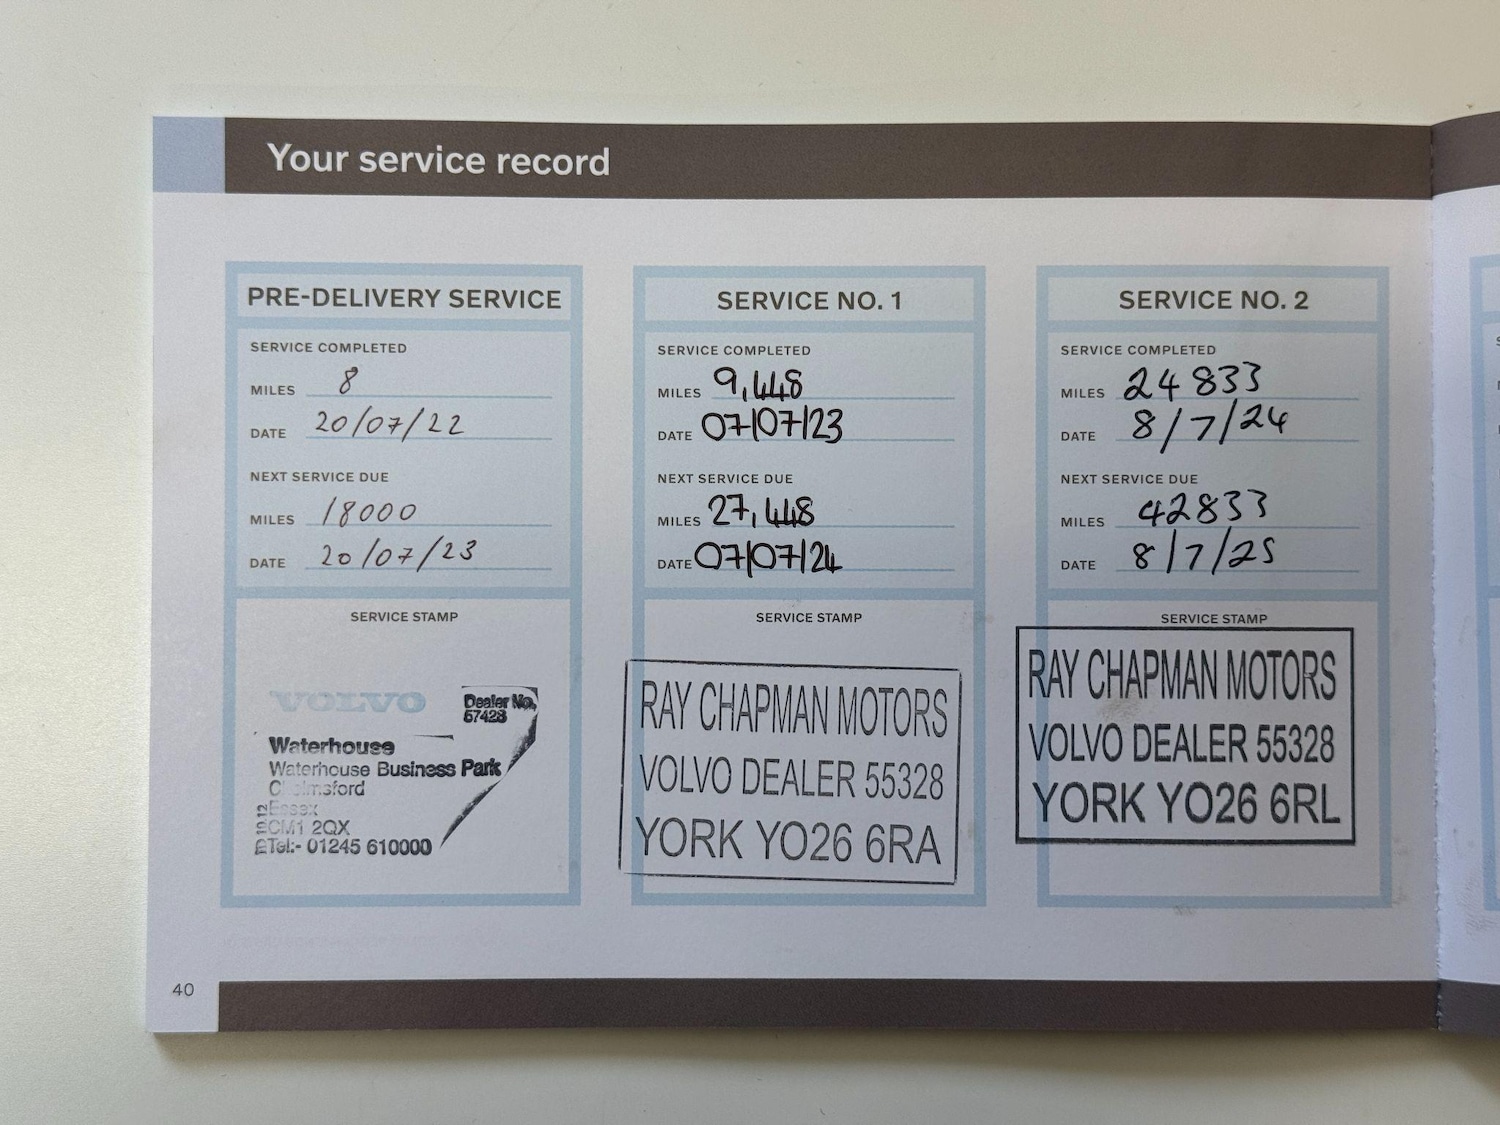 Your service record
PRE-DELIVERY SERVICE
SERVICE COMPLETED
MILES 8
DATE 20/07/22
NEXT SERVICE DUE
MILES 18000
DATE 20/07/23
SERVICE STAMP
VOLVO
Dealer No.
57428
Waterhouse
Waterhouse Business Park
Essex
CM1 2QX
Tel:- 01245 610000
SERVICE NO. 1
SERVICE COMPLETED
MILES 9,448
DATE 07/07/23
NEXT SERVICE DUE
MILES 27,448
DATE 07/07/24
SERVICE STAMP
RAY CHAPMAN MOTORS
VOLVO DEALER 55328
YORK YO26 6RA
SERVICE NO. 2
SERVICE COMPLETED
MILES 24833
DATE 8/7/24
NEXT SERVICE DUE
MILES 42833
DATE 8/7/25
SERVICE STAMP
RAY CHAPMAN MOTORS
VOLVO DEALER 55328
YORK YO26 6RL
40